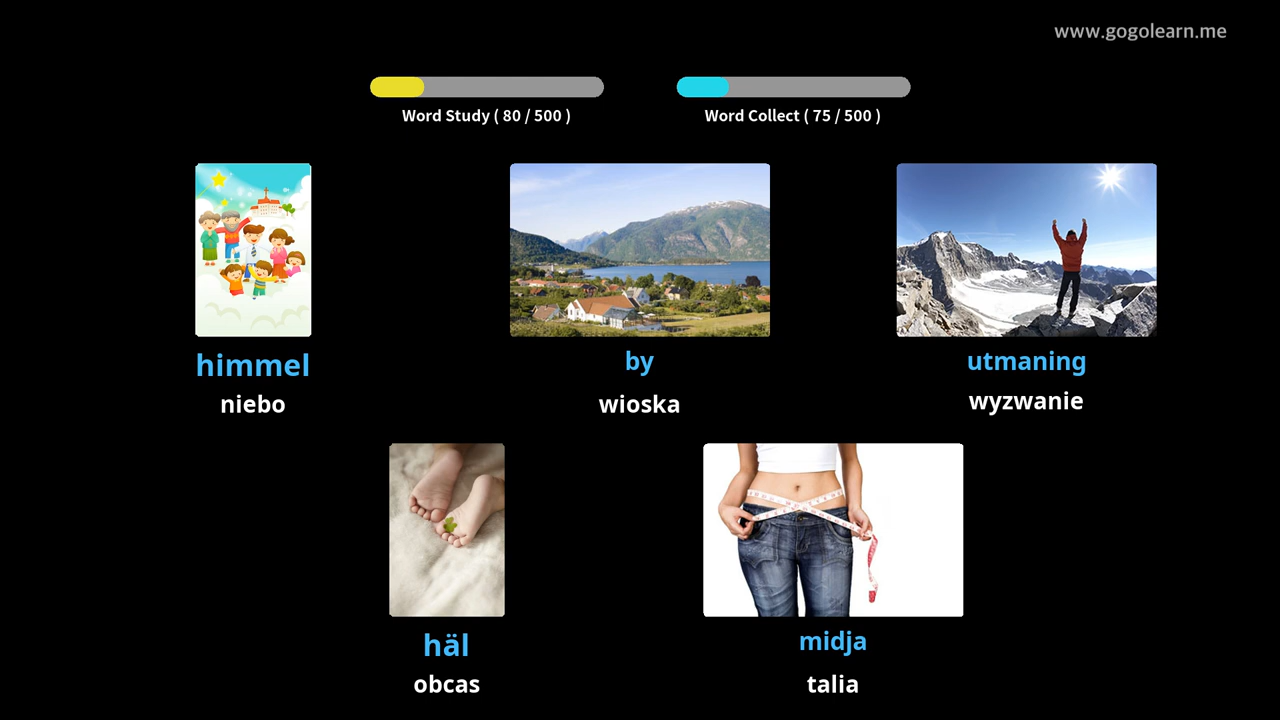 www.gogolearn.me
Word Study ( 80 / 500 )
Word Collect ( 75 / 500 )
himmel
niebo
by
wioska
utmaning
wyzwanie
häl
obcas
midja
talia